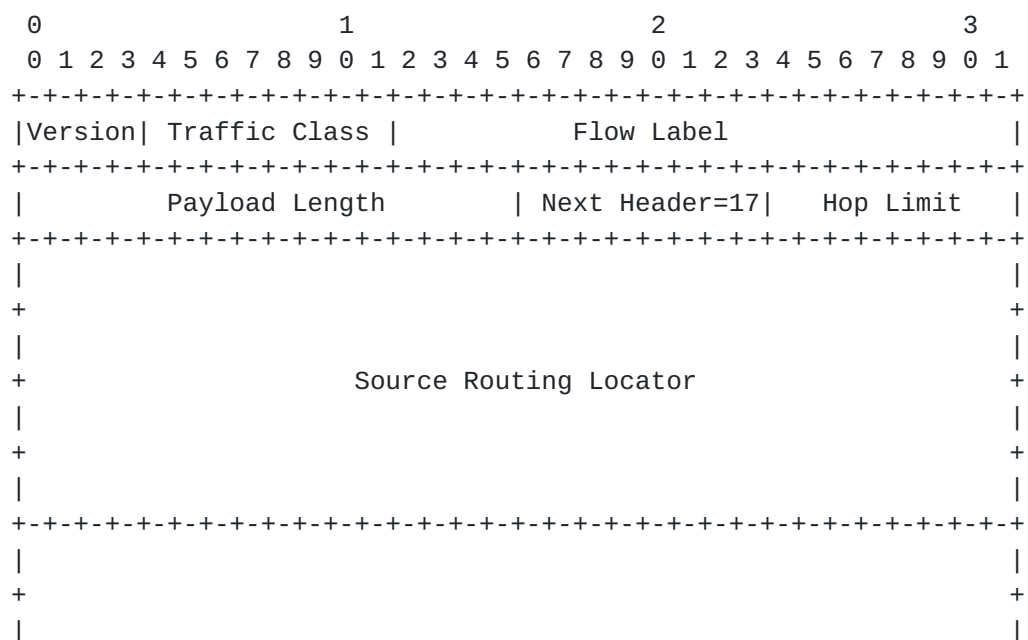 0                   1                   2                   3
 0 1 2 3 4 5 6 7 8 9 0 1 2 3 4 5 6 7 8 9 0 1 2 3 4 5 6 7 8 9 0 1
+-+-+-+-+-+-+-+-+-+-+-+-+-+-+-+-+-+-+-+-+-+-+-+-+-+-+-+-+-+-+-+-+
|Version| Traffic Class |           Flow Label                  |
+-+-+-+-+-+-+-+-+-+-+-+-+-+-+-+-+-+-+-+-+-+-+-+-+-+-+-+-+-+-+-+-+
|         Payload Length        | Next Header=17|   Hop Limit   |
+-+-+-+-+-+-+-+-+-+-+-+-+-+-+-+-+-+-+-+-+-+-+-+-+-+-+-+-+-+-+-+-+
|                                                               |
+                                                               +
|                                                               |
+                     Source Routing Locator                    +
|                                                               |
+                                                               +
|                                                               |
+-+-+-+-+-+-+-+-+-+-+-+-+-+-+-+-+-+-+-+-+-+-+-+-+-+-+-+-+-+-+-+-+
|                                                               |
+                                                               +
|                                                               |